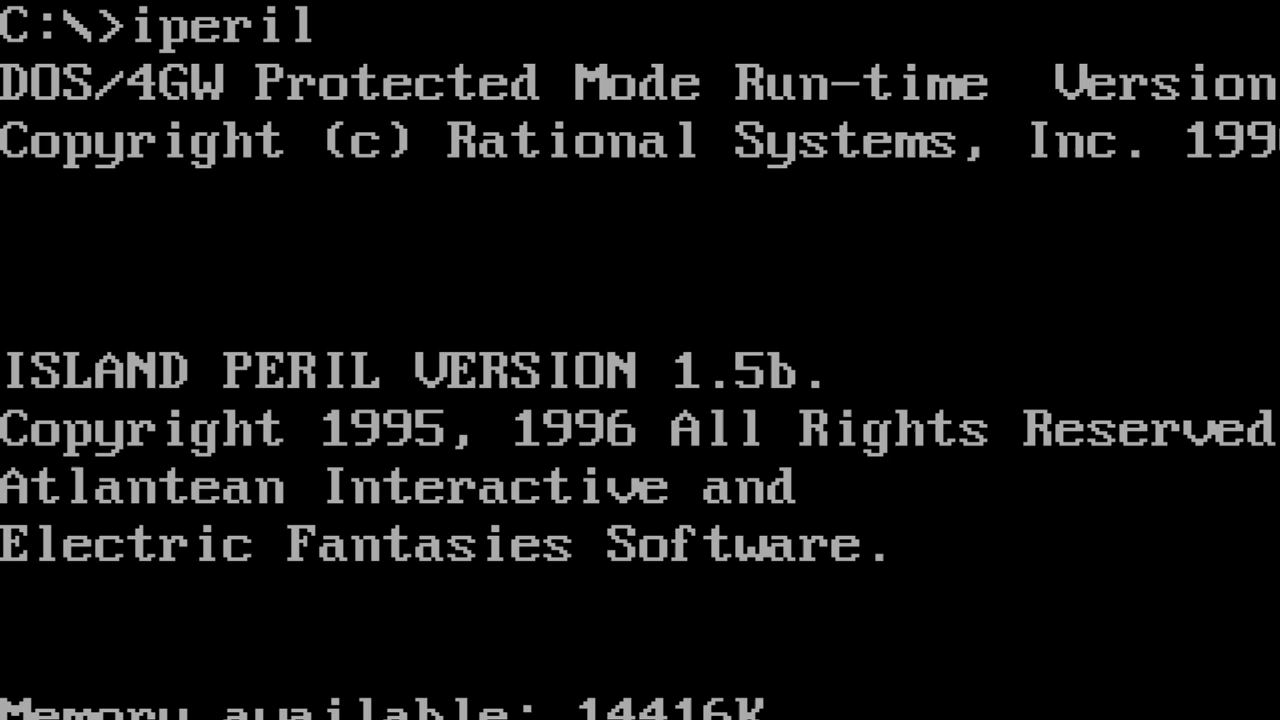 C:\>iperil
DOS/4GW Protected Mode Run-time  Version
Copyright (c) Rational Systems, Inc. 199
ISLAND PERIL VERSION 1.5b.
Copyright 1995, 1996 All Rights Reserved
Atlantean Interactive and
Electric Fantasies Software.
Memory available: 14416K